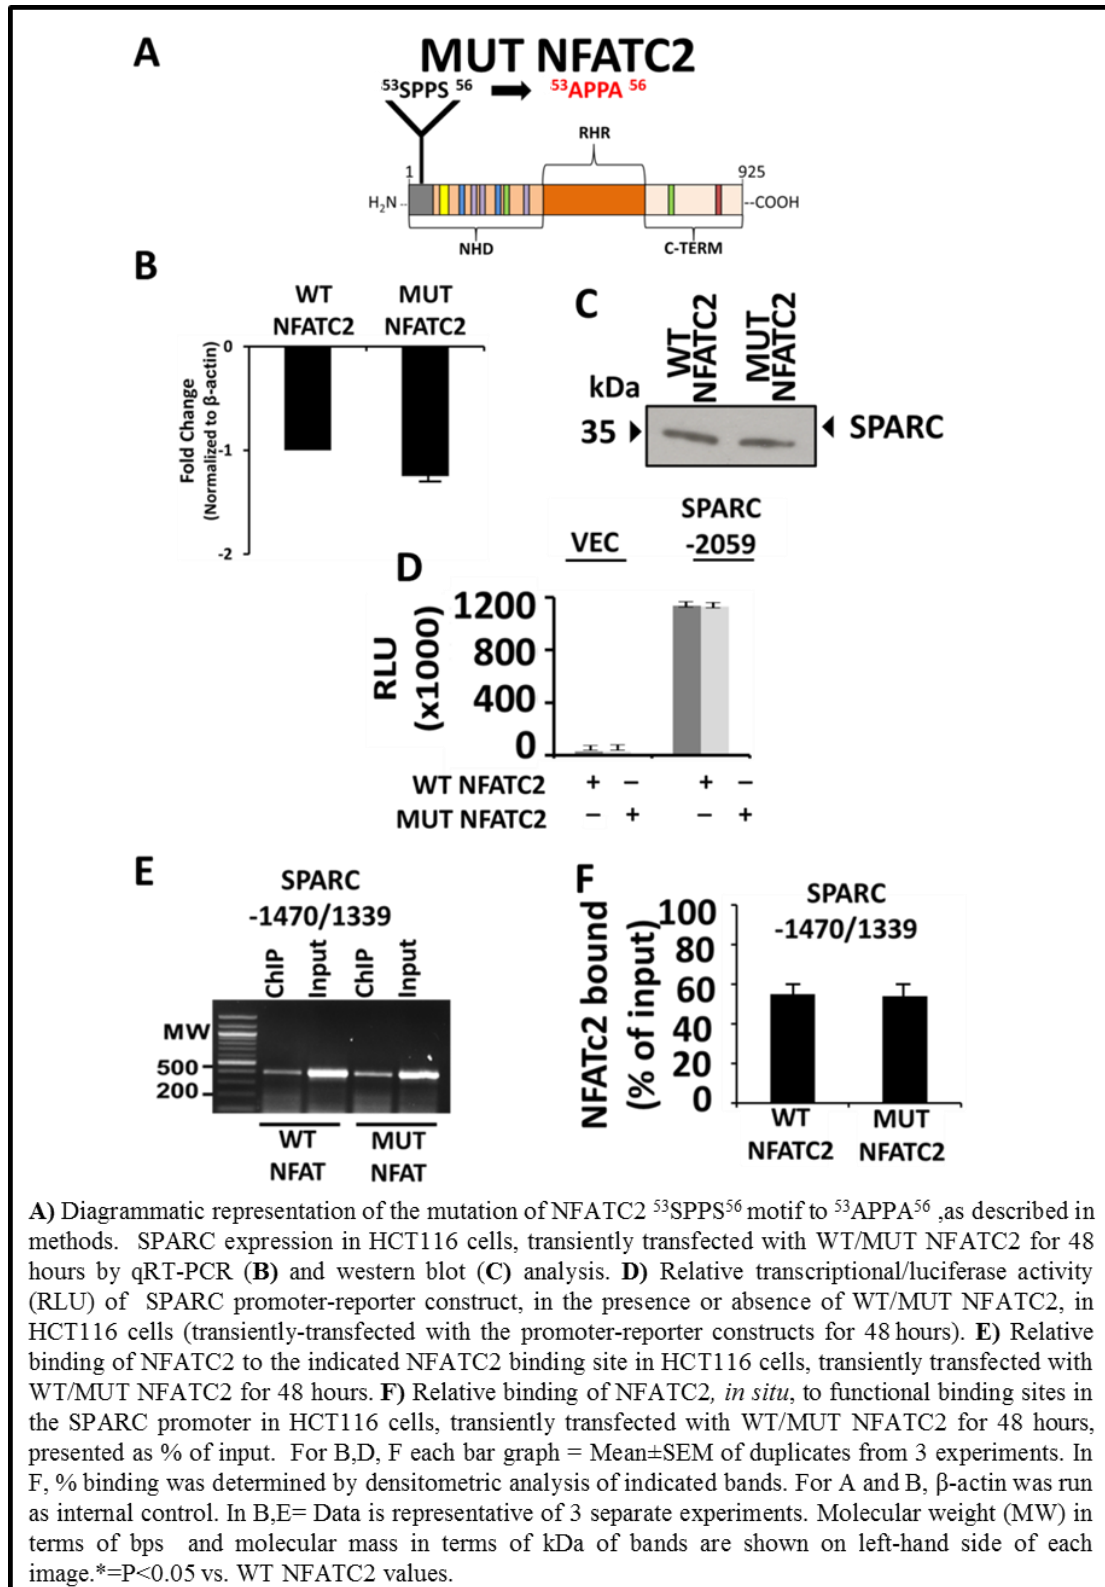 A
MUT NFATC2
⁵³SPPS ⁵⁶ ⁵³APPA ⁵⁶
RHR
1 925
H₂N -- --COOH
NHD C-TERM
B
WT NFATC2
MUT NFATC2
Fold Change
(Normalized to β-actin)
0
-1
-2
C
WT NFATC2
MUT NFATC2
kDa
35 SPARC
D
VEC
SPARC
-2059
RLU
(x1000)
1200
800
400
0
WT NFATC2 + – + –
MUT NFATC2 – + – +
E
SPARC
-1470/1339
ChIP Input ChIP Input
MW
500
200
WT NFAT
MUT NFAT
F
SPARC
-1470/1339
NFATc2 bound
(% of input)
100
80
60
40
20
0
WT NFATC2
MUT NFATC2
A) Diagrammatic representation of the mutation of NFATC2 ⁵³SPPS⁵⁶ motif to ⁵³APPA⁵⁶ ,as described in
methods. SPARC expression in HCT116 cells, transiently transfected with WT/MUT NFATC2 for 48
hours by qRT-PCR (B) and western blot (C) analysis. D) Relative transcriptional/luciferase activity
(RLU) of SPARC promoter-reporter construct, in the presence or absence of WT/MUT NFATC2, in
HCT116 cells (transiently-transfected with the promoter-reporter constructs for 48 hours). E) Relative
binding of NFATC2 to the indicated NFATC2 binding site in HCT116 cells, transiently transfected with
WT/MUT NFATC2 for 48 hours. F) Relative binding of NFATC2, in situ, to functional binding sites in
the SPARC promoter in HCT116 cells, transiently transfected with WT/MUT NFATC2 for 48 hours,
presented as % of input. For B,D, F each bar graph = Mean±SEM of duplicates from 3 experiments. In
F, % binding was determined by densitometric analysis of indicated bands. For A and B, β-actin was run
as internal control. In B,E= Data is representative of 3 separate experiments. Molecular weight (MW) in
terms of bps and molecular mass in terms of kDa of bands are shown on left-hand side of each
image.*=P<0.05 vs. WT NFATC2 values.